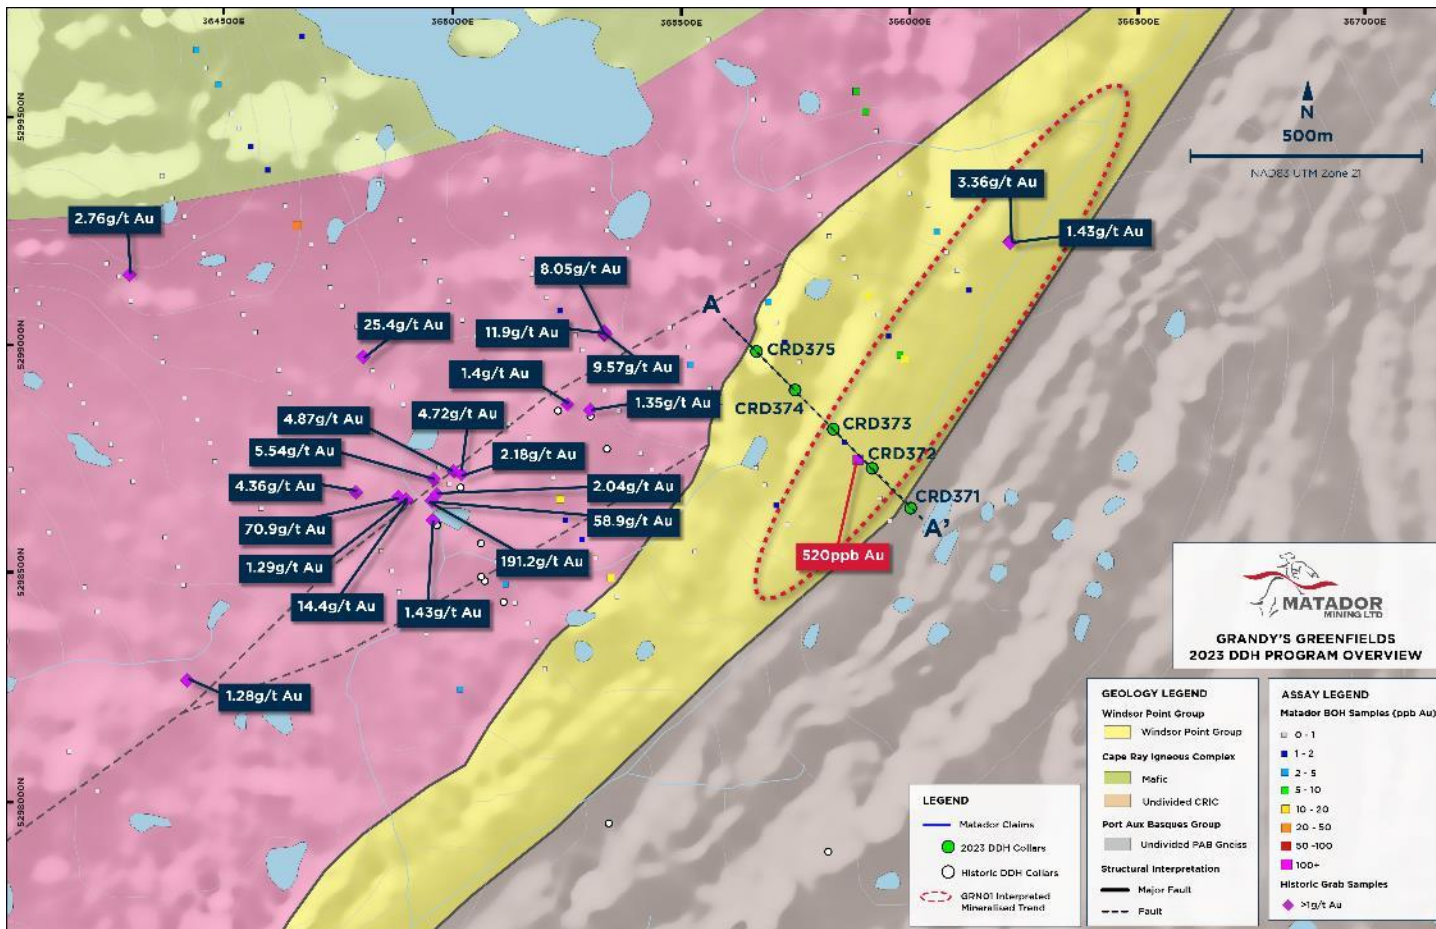 364500E
365000E
365500E
366000E
366500E
367000E
5299500N
5299000N
5298500N
5298000N
N
500m
NAD83 UTM Zone 21
3.36g/t Au
1.43g/t Au
2.76g/t Au
8.05g/t Au
25.4g/t Au
11.9g/t Au
9.57g/t Au
1.4g/t Au
1.35g/t Au
4.87g/t Au
4.72g/t Au
5.54g/t Au
2.18g/t Au
4.36g/t Au
2.04g/t Au
70.9g/t Au
58.9g/t Au
1.29g/t Au
191.2g/t Au
14.4g/t Au
1.43g/t Au
1.28g/t Au
A
CRD375
CRD374
CRD373
CRD372
CRD371
A'
520ppb Au
MATADOR
MINING LTD
GRANDY'S GREENFIELDS
2023 DDH PROGRAM OVERVIEW
LEGEND
Matador Claims
2023 DDH Collars
Historic DDH Collars
GRN01 Interpreted
Mineralised Trend
GEOLOGY LEGEND
Windsor Point Group
Windsor Point Group
Cape Ray Igneous Complex
Mafic
Undivided CRIC
Port Aux Basques Group
Undivided PAB Gneiss
Structural Interpretation
Major Fault
Fault
ASSAY LEGEND
Matador BOH Samples (ppb Au)
0 - 1
1 - 2
2 - 5
5 - 10
10 - 20
20 - 50
50 -100
100+
Historic Grab Samples
>1g/t Au